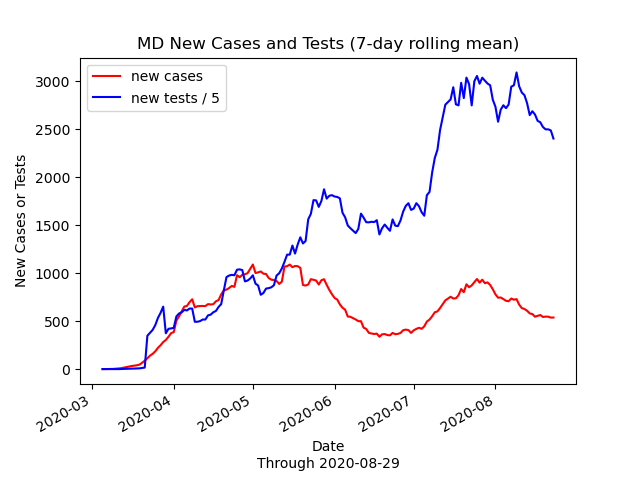 MD New Cases and Tests (7-day rolling mean)
new cases
new tests / 5
3000
2500
2000
1500
1000
500
0
New Cases or Tests
2020-03
2020-04
2020-05
2020-06
2020-07
2020-08
Date
Through 2020-08-29